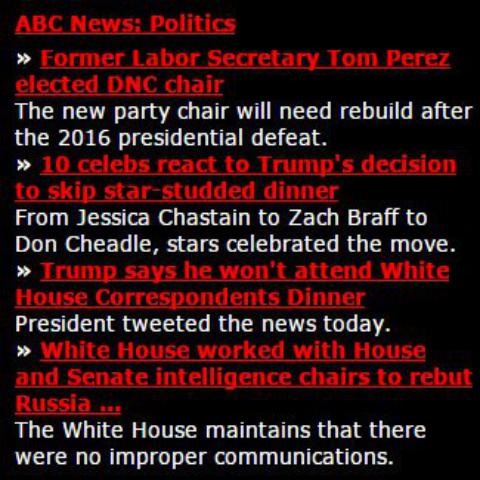 ABC News: Politics
» Former Labor Secretary Tom Perez
elected DNC chair
The new party chair will need rebuild after
the 2016 presidential defeat.
» 10 celebs react to Trump's decision
to skip star-studded dinner
From Jessica Chastain to Zach Braff to
Don Cheadle, stars celebrated the move.
» Trump says he won't attend White
House Correspondents Dinner
President tweeted the news today.
» White House worked with House
and Senate intelligence chairs to rebut
Russia ...
The White House maintains that there
were no improper communications.